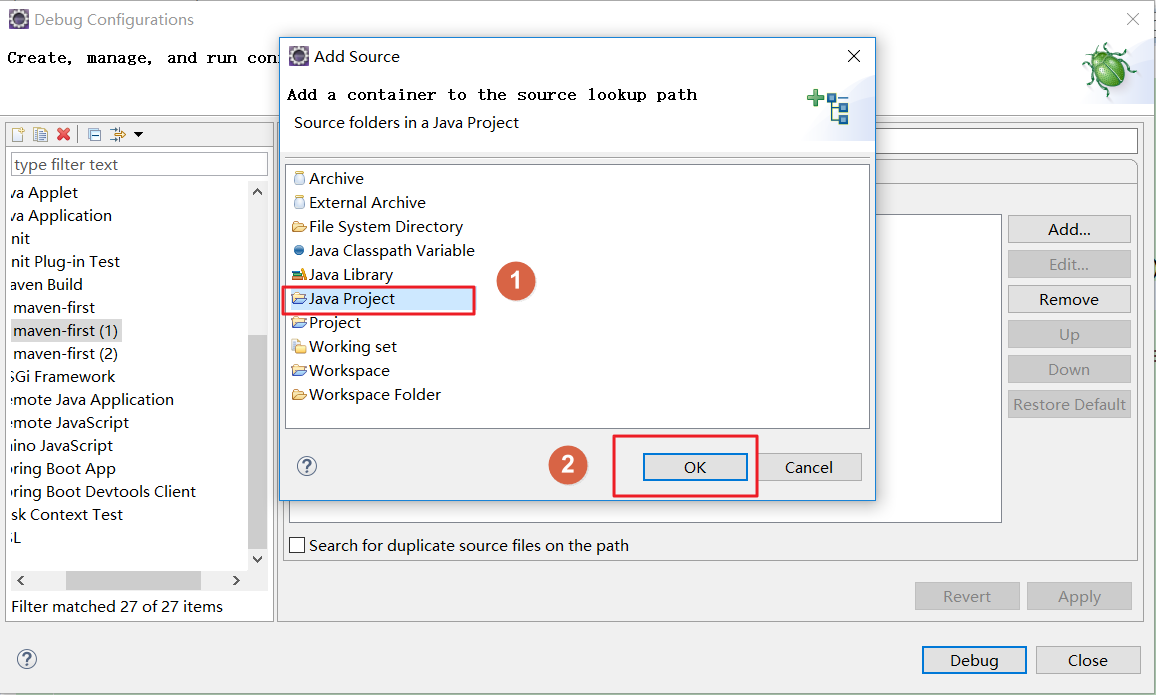 Debug Configurations
Create, manage, and run con
Add Source
Add a container to the source lookup path
Source folders in a Java Project
type filter text
va Applet
va Application
nit
nit Plug-in Test
aven Build
maven-first
maven-first (1)
maven-first (2)
SGi Framework
emote Java Application
emote JavaScript
hino JavaScript
pring Boot App
pring Boot Devtools Client
sk Context Test
SL
Filter matched 27 of 27 items
Archive
External Archive
File System Directory
Java Classpath Variable
Java Library
Java Project
Project
Working set
Workspace
Workspace Folder
1
2
OK
Cancel
Add...
Edit...
Remove
Up
Down
Restore Default
Search for duplicate source files on the path
Revert
Apply
Debug
Close